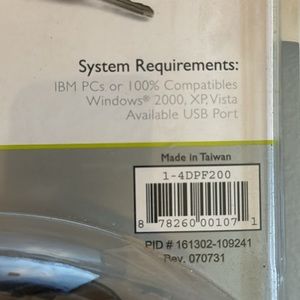 System Requirements:
IBM PCs or 100% Compatibles
Windows® 2000, XP, Vista
Available USB Port
Made in Taiwan
1-4DPF200
8 78260 00107 1
PID # 161302-109241
Rev. 070731